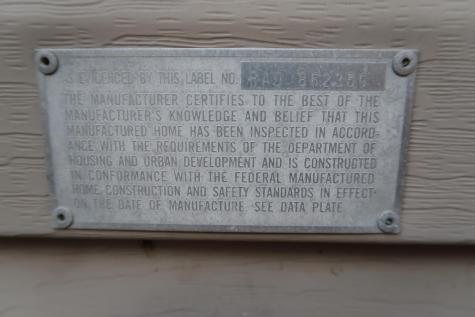 AS EVIDENCED BY THIS LABEL NO. RAD 862366
THE MANUFACTURER CERTIFIES TO THE BEST OF THE
MANUFACTURER'S KNOWLEDGE AND BELIEF THAT THIS
MANUFACTURED HOME HAS BEEN INSPECTED IN ACCORD-
ANCE WITH THE REQUIREMENTS OF THE DEPARTMENT OF
HOUSING AND URBAN DEVELOPMENT AND IS CONSTRUCTED
IN CONFORMANCE WITH THE FEDERAL MANUFACTURED
HOME CONSTRUCTION AND SAFETY STANDARDS IN EFFECT
ON THE DATE OF MANUFACTURE. SEE DATA PLATE